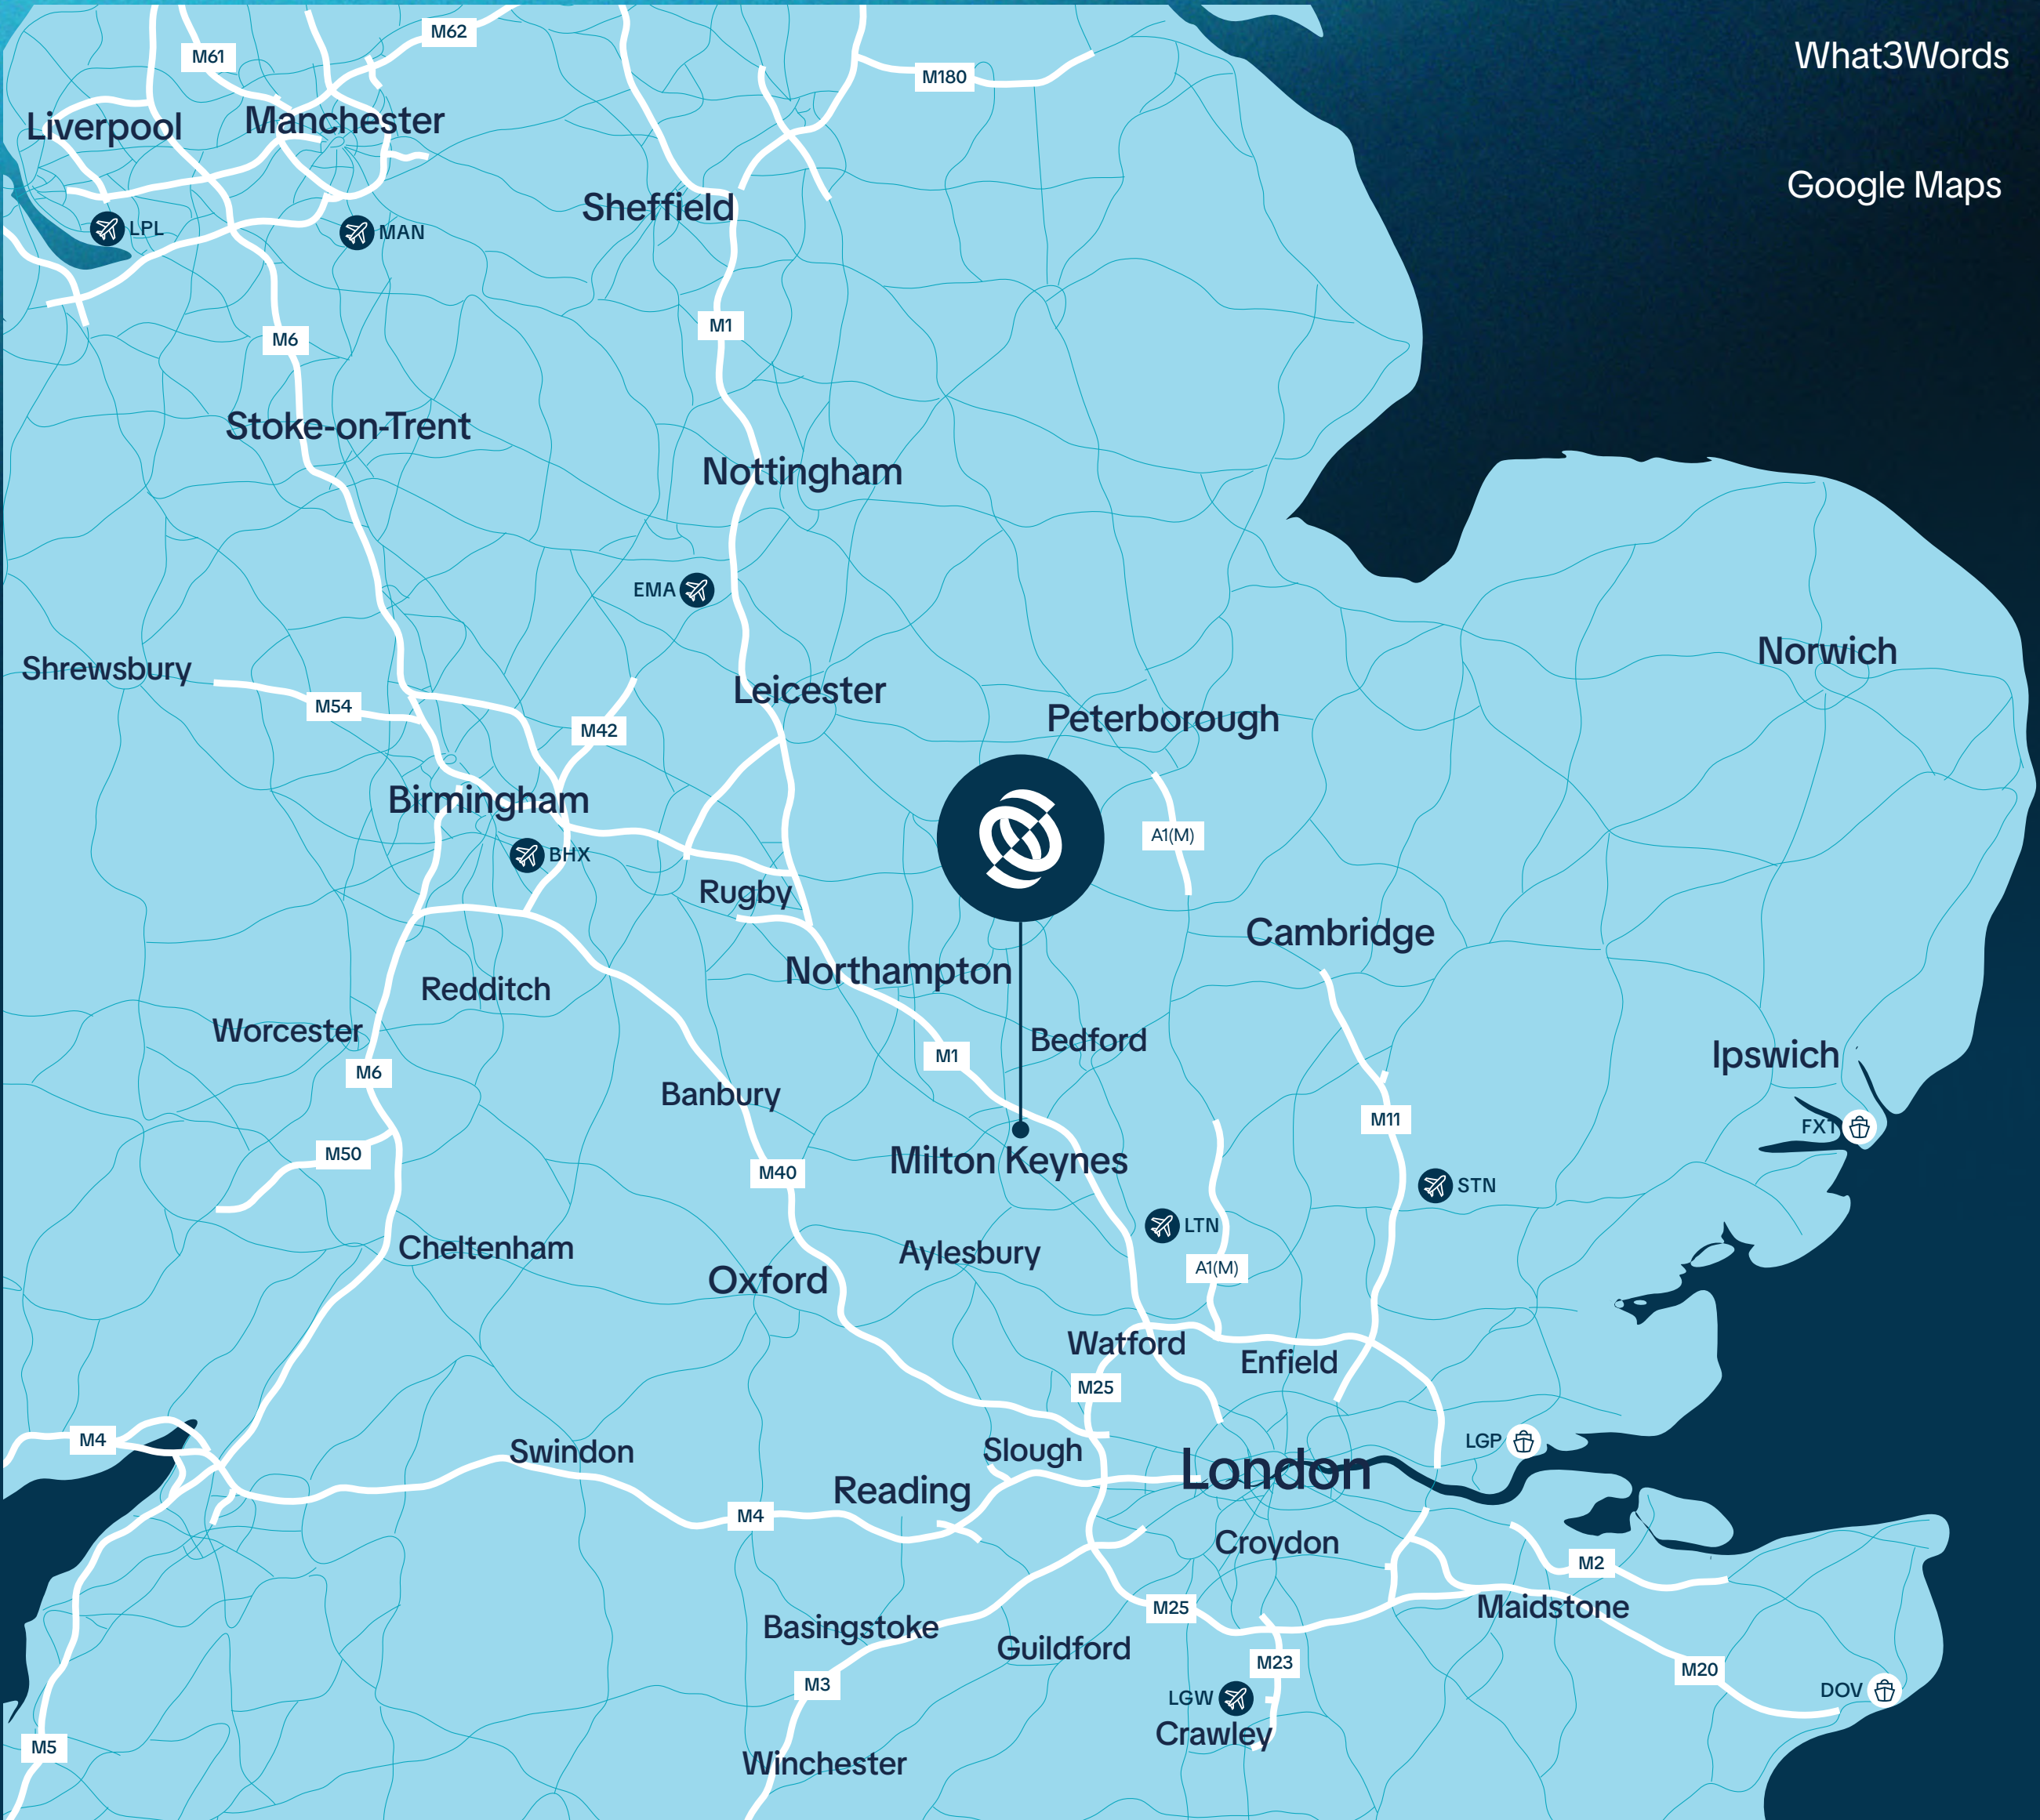 M62
What3Words
M61
M180
Manchester
Liverpool
Google Maps
Sheffield
LPL
MAN
M1
M6
Stoke-on-Trent
Nottingham
EMA
Norwich
Shrewsbury
Leicester
M54
Peterborough
M42
Birmingham
A1(M)
BHX
Rugby
Cambridge
Northampton
Redditch
Worcester
Bedford
Ipswich
M1
M6
Banbury
M11
FXT
M50
Milton Keynes
M40
STN
LTN
Cheltenham
Aylesbury
A1(M)
Oxford
Watford
Enfield
M25
M4
LGP
Slough
Swindon
London
Reading
M4
Croydon
M2
Maidstone
M25
Basingstoke
Guildford
M23
M20
M3
DOV
LGW
Crawley
M5
Winchester